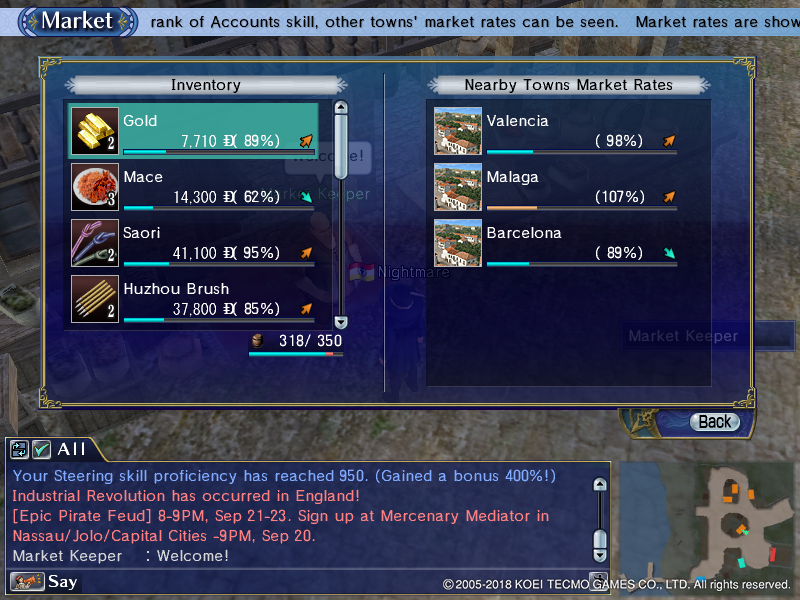 Market
rank of Accounts skill, other towns' market rates can be seen. Market rates are show
Inventory
Nearby Towns Market Rates
Gold
7,710 D( 89%)
2
Mace
14,300 D( 62%)
3
Saori
41,100 D( 95%)
2
Huzhou Brush
37,800 D( 85%)
2
318/ 350
Valencia
( 98%)
Malaga
(107%)
Barcelona
( 89%)
Welcome!
Market Keeper
Nightmare
Market Keeper
Back
All
Your Steering skill proficiency has reached 950. (Gained a bonus 400%!)
Industrial Revolution has occurred in England!
[Epic Pirate Feud] 8-9PM, Sep 21-23. Sign up at Mercenary Mediator in
Nassau/Jolo/Capital Cities -9PM, Sep 20.
Market Keeper : Welcome!
Say
©2005-2018 KOEI TECMO GAMES CO., LTD. All rights reserved.